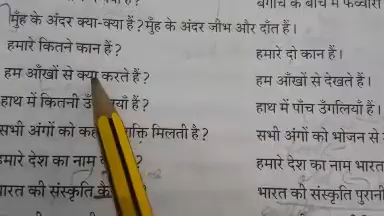 बगीचे के बीच में फव्वारा
मुँह के अंदर क्या-क्या हैं ? मुँह के अंदर जीभ और दाँत हैं ।
हमारे कितने कान हैं ? हमारे दो कान हैं ।
हम आँखों से क्या करते हैं ? हम आँखों से देखते हैं ।
हाथ में कितनी हैं ? हाथ में पाँच उँगलियाँ हैं ।
सभी अंगों को मिलती है ? सभी अंगों को भोजन से
हमारे देश का नाम हमारे देश का नाम भारत
भारत की संस्कृति भारत की संस्कृति पुरानी